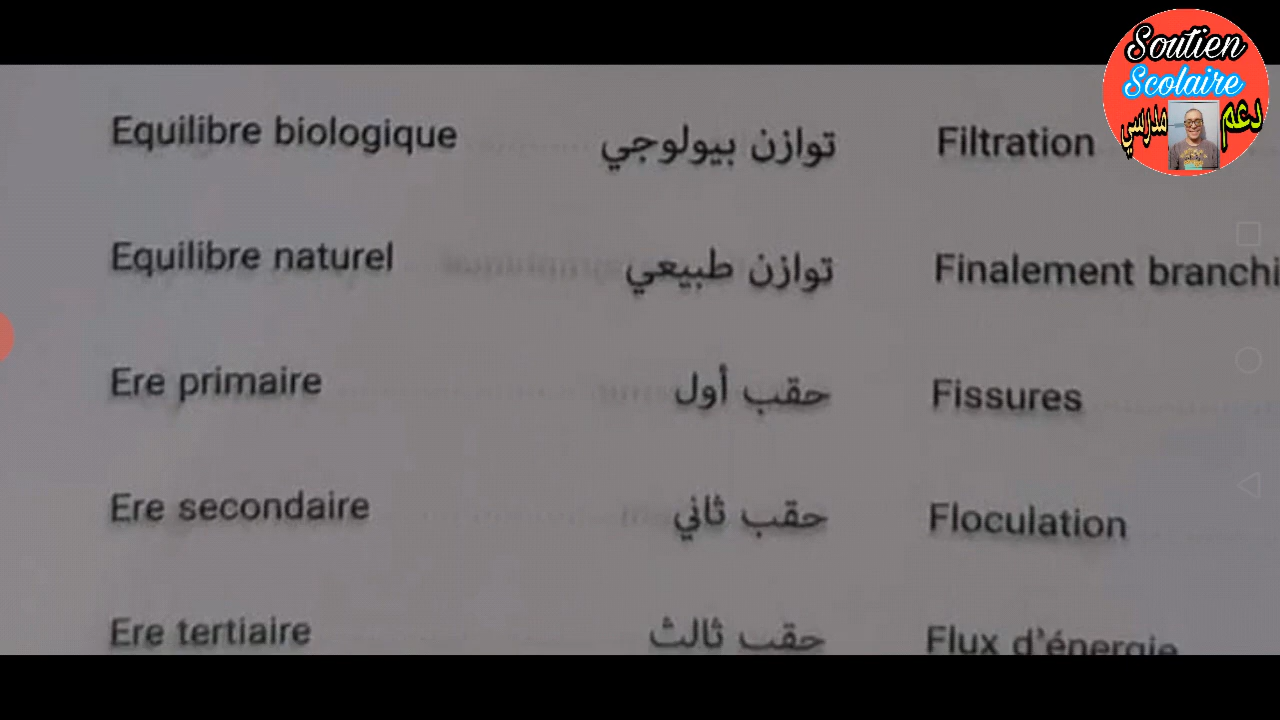 Soutien
Scolaire
دعم مدرسي
Equilibre biologique توازن بيولوجي Filtration
Equilibre naturel توازن طبيعي Finalement branchi
Ere primaire حقب أول Fissures
Ere secondaire حقب ثاني Floculation
Ere tertiaire حقب ثالث Flux d'énergie